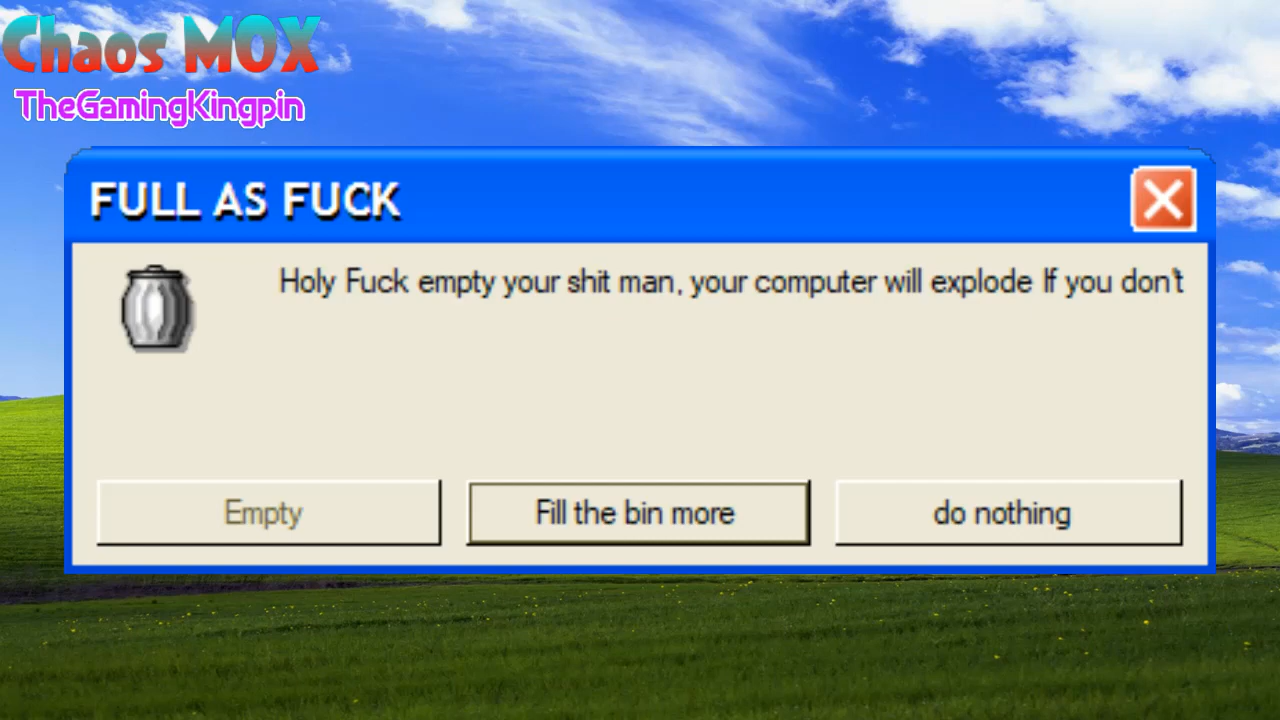 Chaos MOX
TheGamingKingpin
FULL AS FUCK
Holy Fuck empty your shit man, your computer will explode If you don't
Empty
Fill the bin more
do nothing